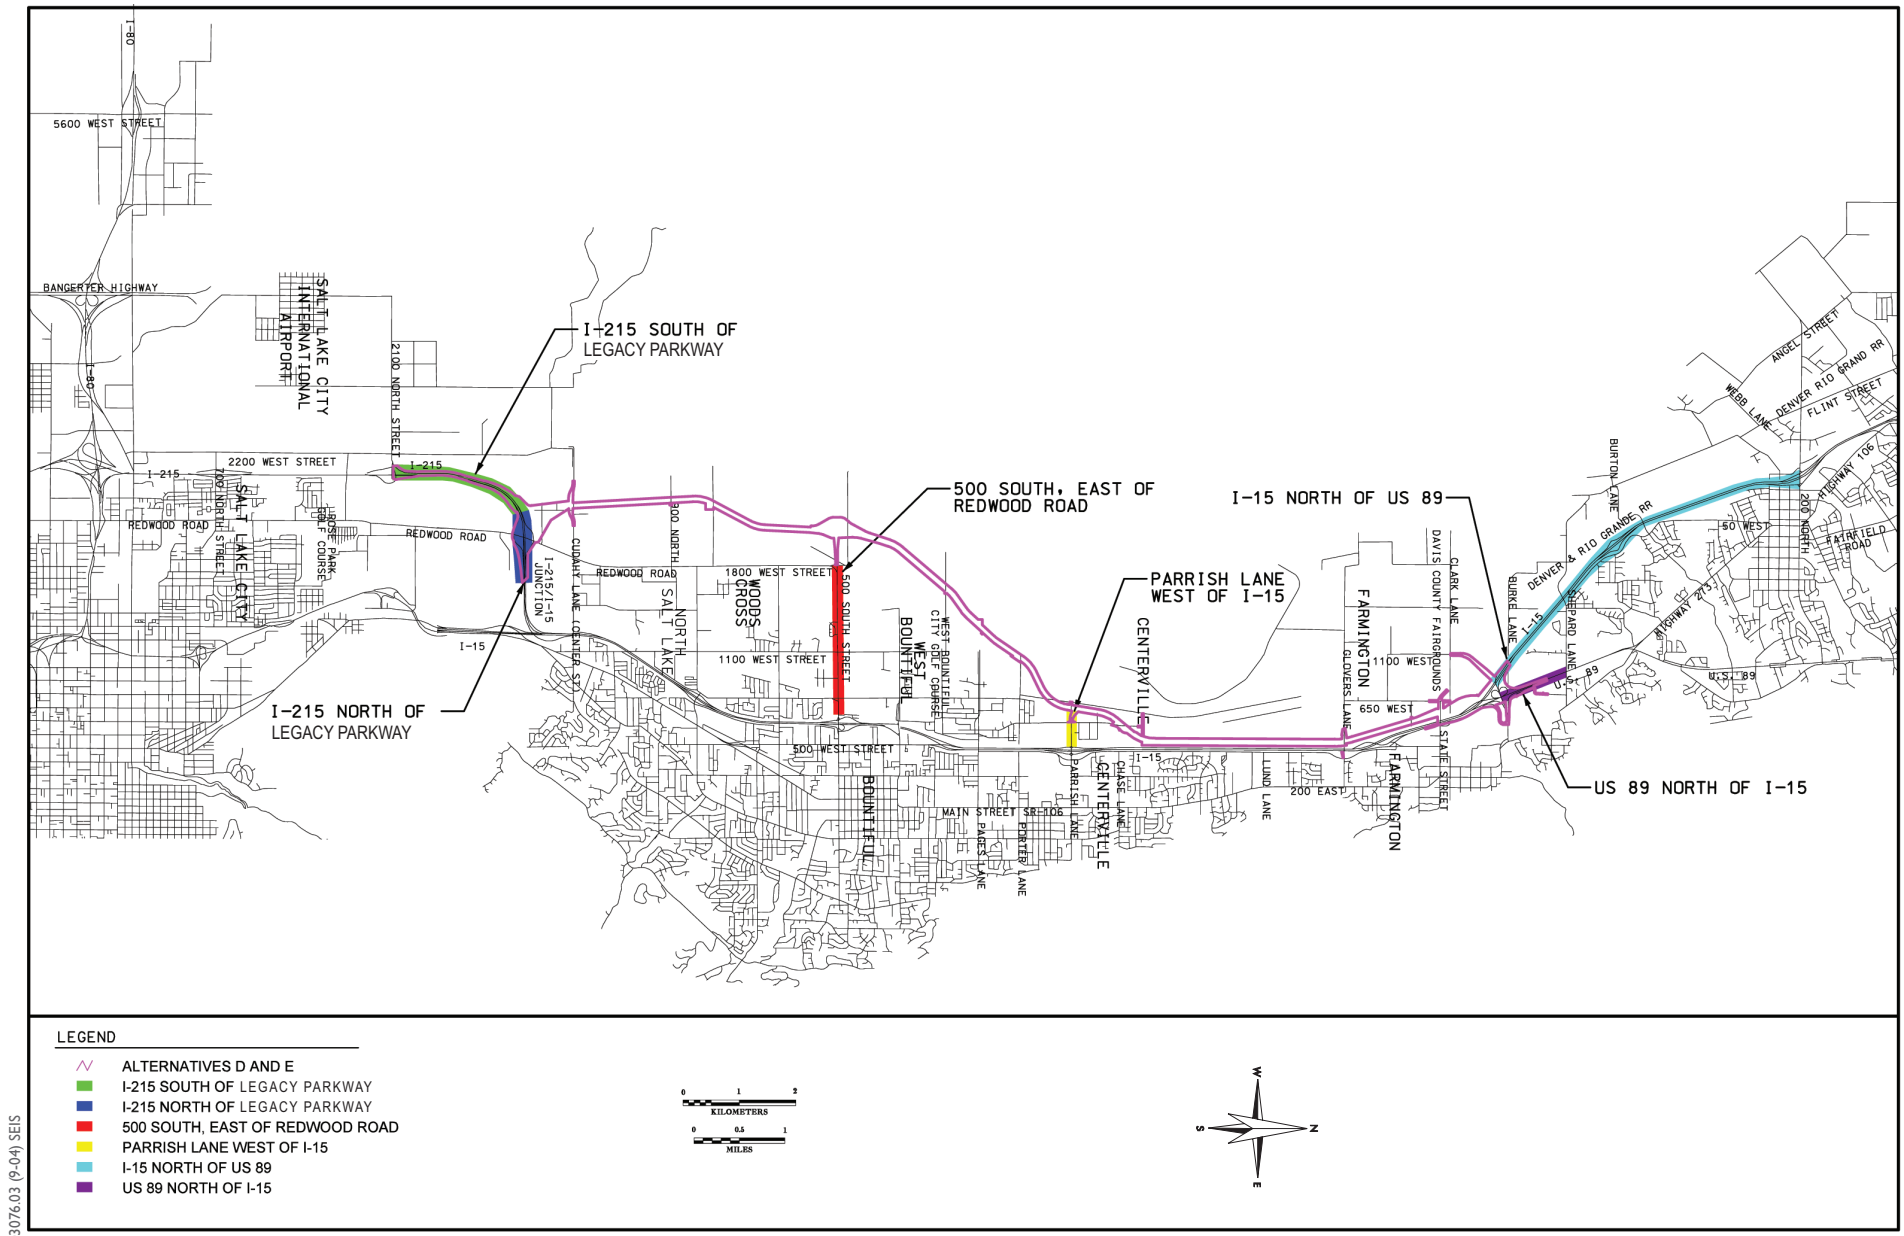 I-80
5600 WEST STREET
BANGERTER HIGHWAY
I-80
SALT LAKE CITY
INTERNATIONAL
AIRPORT
2100 NORTH STREET
I-215 SOUTH OF
LEGACY PARKWAY
2200 WEST STREET
I-215
I-215
700 NORTH STREET
SALT LAKE CITY
REDWOOD ROAD
ROSE PARK
GOLF COURSE
REDWOOD ROAD
I-215/I-15
JUNCTION
CUDAHY LANE (CENTER ST)
I-15
I-215 NORTH OF
LEGACY PARKWAY
REDWOOD ROAD
900 NORTH
NORTH
SALT LAKE
1800 WEST STREET
WOODS
CROSS
1100 WEST STREET
500 SOUTH STREET
500 SOUTH, EAST OF
REDWOOD ROAD
WEST
BOUNTIFUL
WEST BOUNTIFUL
CITY GOLF COURSE
500 WEST STREET
BOUNTIFUL
MAIN STREET SR-106
PAGES LANE
PORTER LANE
PARRISH LANE
WEST OF I-15
CENTERVILLE
I-15
PARRISH LANE
CENTERVILLE
CHASE LANE
LUND LANE
200 EAST
I-15 NORTH OF US 89
FARMINGTON
GLOVERS LANE
1100 WEST
650 WEST
DAVIS COUNTY FAIRGROUNDS
CLARK LANE
STATE STREET
FARMINGTON
BURKE LANE
I-15
SHEPARD LANE
U.S. 89
U.S. 89
US 89 NORTH OF I-15
DENVER & RIO GRANDE RR
BURTON LANE
HIGHWAY 273
50 WEST
200 NORTH
HIGHWAY 106
FAIRFIELD
ROAD
WEBB LANE
ANGEL STREET
DENVER RIO GRAND RR
FLINT STREET
LEGEND
ALTERNATIVES D AND E
I-215 SOUTH OF LEGACY PARKWAY
I-215 NORTH OF LEGACY PARKWAY
500 SOUTH, EAST OF REDWOOD ROAD
PARRISH LANE WEST OF I-15
I-15 NORTH OF US 89
US 89 NORTH OF I-15
0 1 2
KILOMETERS
0 0.5 1
MILES
W
S
N
E
3076.03 (9-04) SEIS